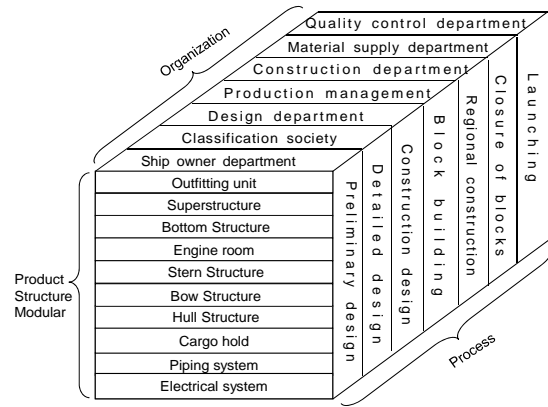 Organization
Quality control department
Material supply department
Construction department
Production management
Design department
Classification society
Ship owner department
Product
Structure
Modular
Outfitting unit
Superstructure
Bottom Structure
Engine room
Stern Structure
Bow Structure
Hull Structure
Cargo hold
Piping system
Electrical system
Preliminary design
Detailed design
Construction design
Block building
Regional construction
Closure of blocks
Launching
Process